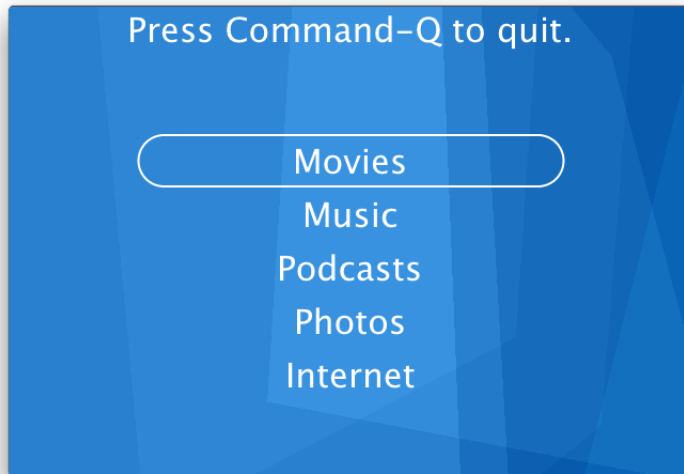 Press Command-Q to quit.
Movies
Music
Podcasts
Photos
Internet